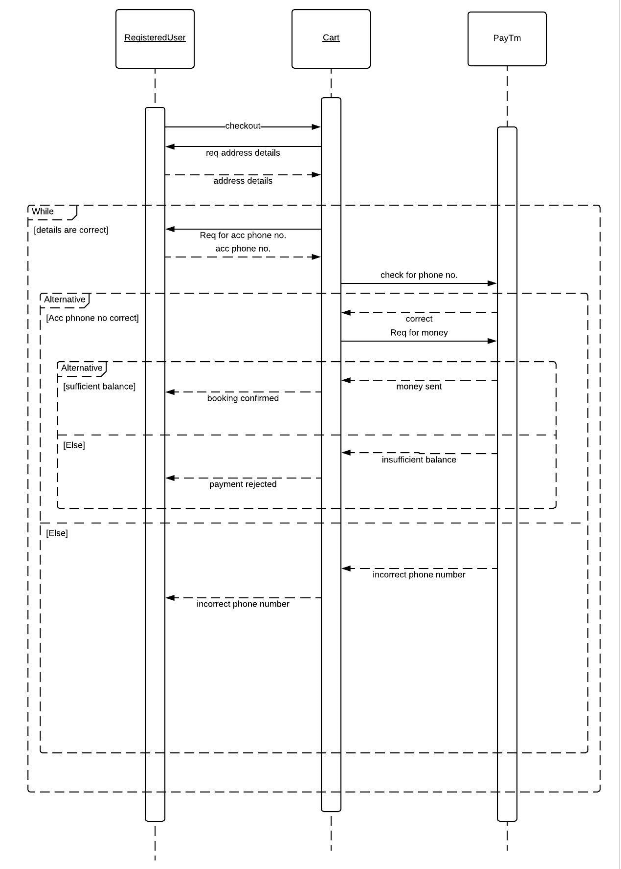 RegisteredUser
Cart
PayTm
checkout
req address details
address details
While
[details are correct]
Req for acc phone no.
acc phone no.
check for phone no.
Alternative
[Acc phnone no correct]
correct
Req for money
Alternative
[sufficient balance]
money sent
booking confirmed
[Else]
insufficient balance
payment rejected
[Else]
incorrect phone number
incorrect phone number